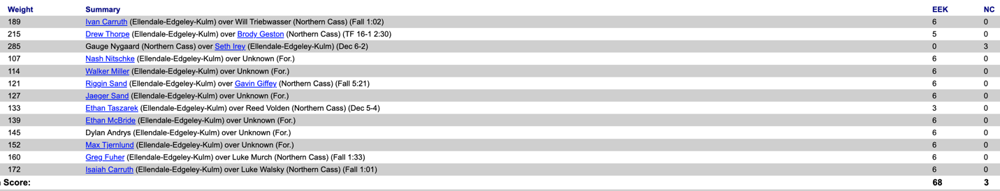 Weight Summary EEK NC
189 Ivan Carruth (Ellendale-Edgeley-Kulm) over Will Triebwasser (Northern Cass) (Fall 1:02) 6 0
215 Drew Thorpe (Ellendale-Edgeley-Kulm) over Brody Geston (Northern Cass) (TF 16-1 2:30) 5 0
285 Gauge Nygaard (Northern Cass) over Seth Irey (Ellendale-Edgeley-Kulm) (Dec 6-2) 0 3
107 Nash Nitschke (Ellendale-Edgeley-Kulm) over Unknown (For.) 6 0
114 Walker Miller (Ellendale-Edgeley-Kulm) over Unknown (For.) 6 0
121 Riggin Sand (Ellendale-Edgeley-Kulm) over Gavin Giffey (Northern Cass) (Fall 5:21) 6 0
127 Jaeger Sand (Ellendale-Edgeley-Kulm) over Unknown (For.) 6 0
133 Ethan Taszarek (Ellendale-Edgeley-Kulm) over Reed Volden (Northern Cass) (Dec 5-4) 3 0
139 Ethan McBride (Ellendale-Edgeley-Kulm) over Unknown (For.) 6 0
145 Dylan Andrys (Ellendale-Edgeley-Kulm) over Unknown (For.) 6 0
152 Max Tjernlund (Ellendale-Edgeley-Kulm) over Unknown (For.) 6 0
160 Greg Fuher (Ellendale-Edgeley-Kulm) over Luke Murch (Northern Cass) (Fall 1:33) 6 0
172 Isaiah Carruth (Ellendale-Edgeley-Kulm) over Luke Walsky (Northern Cass) (Fall 1:01) 6 0
Score: 68 3